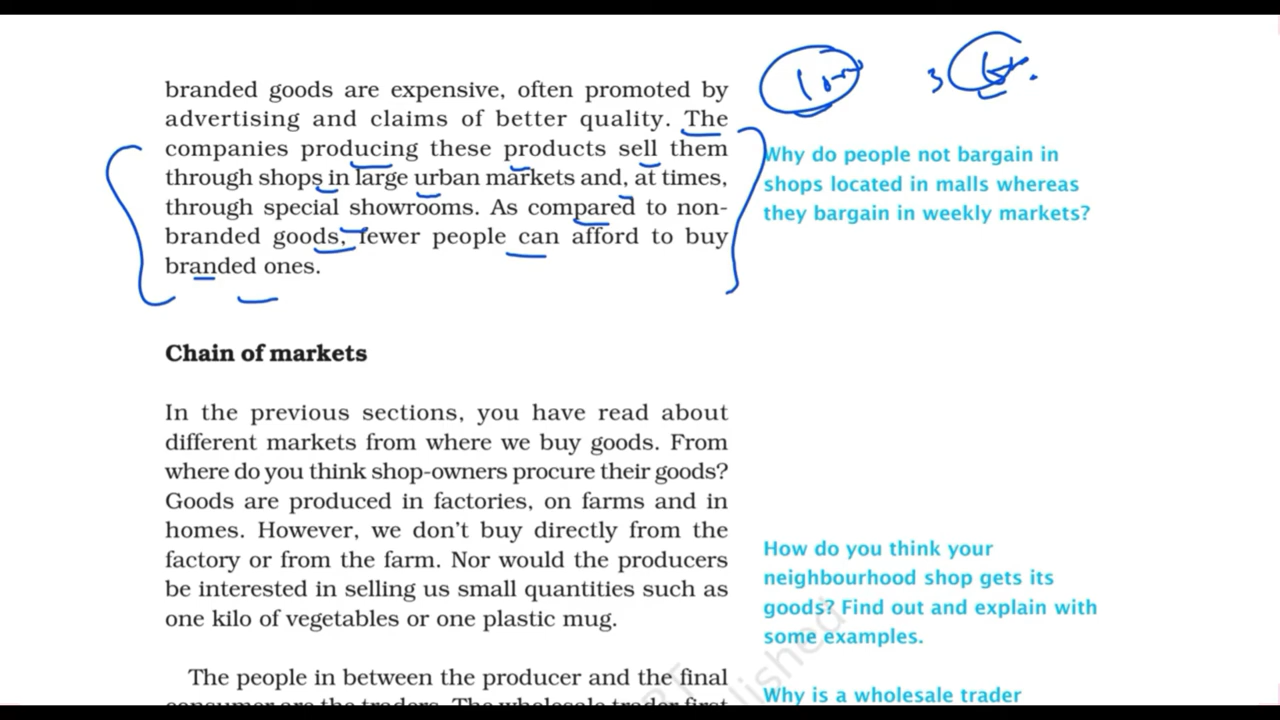 branded goods are expensive, often promoted by
advertising and claims of better quality. The
companies producing these products sell them
through shops in large urban markets and, at times,
through special showrooms. As compared to non-
branded goods, fewer people can afford to buy
branded ones.
Why do people not bargain in
shops located in malls whereas
they bargain in weekly markets?
Chain of markets
In the previous sections, you have read about
different markets from where we buy goods. From
where do you think shop-owners procure their goods?
Goods are produced in factories, on farms and in
homes. However, we don't buy directly from the
factory or from the farm. Nor would the producers
be interested in selling us small quantities such as
one kilo of vegetables or one plastic mug.
How do you think your
neighbourhood shop gets its
goods? Find out and explain with
some examples.
The people in between the producer and the final
consumer are the traders. The wholesale trader first
Why is a wholesale trader